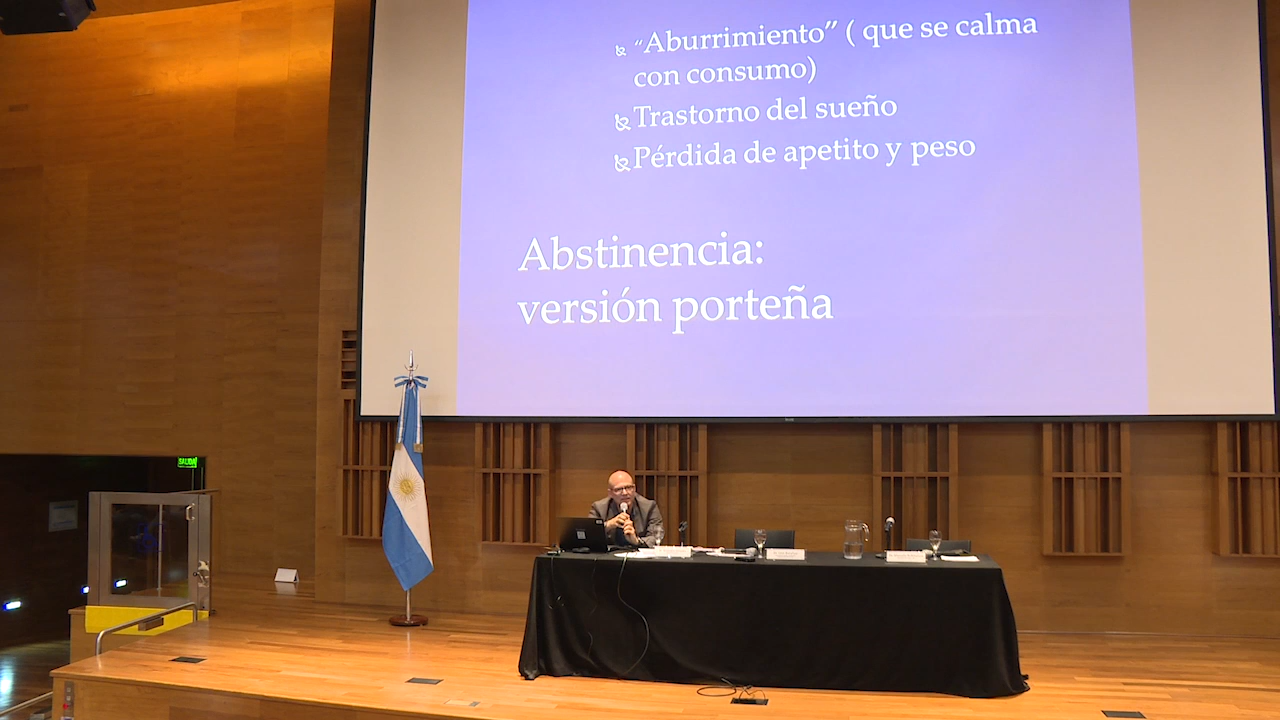 “Aburrimiento” ( que se calma
con consumo)
Trastorno del sueño
Pérdida de apetito y peso
Abstinencia:
versión porteña
SALIDA